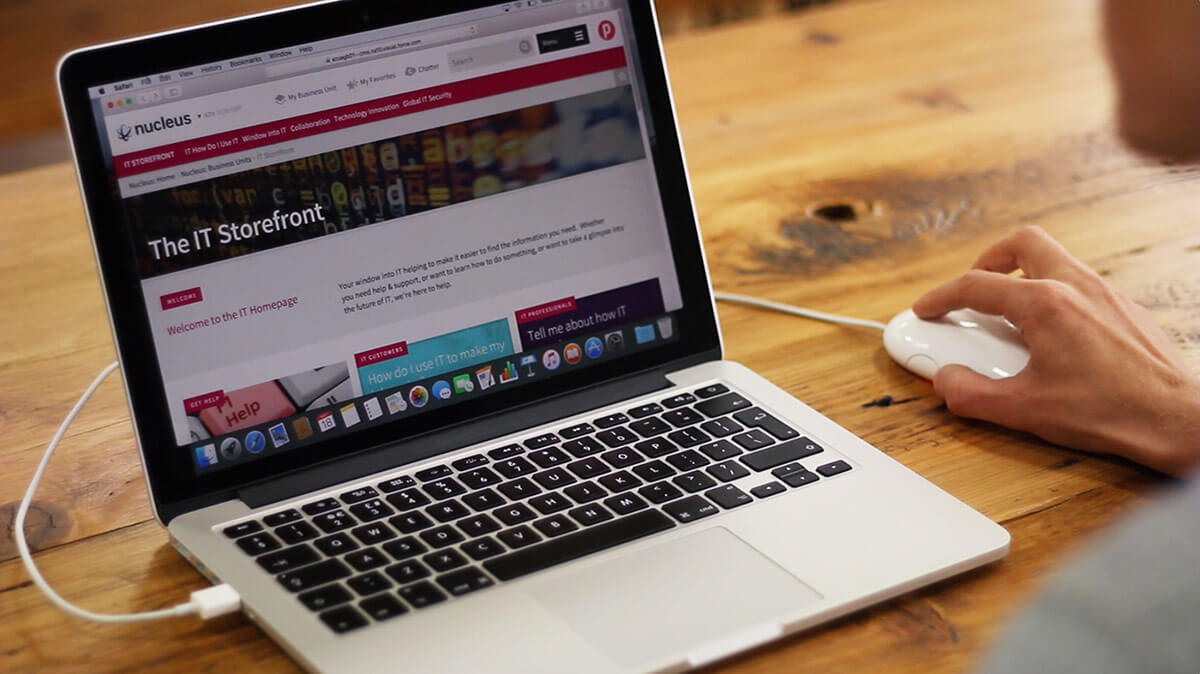 Safari File Edit View History Bookmarks Window Help
Search
Menu
nucleus
My Business Unit My Favorites Chatter
IT STOREFRONT IT How Do I Use IT Window into IT Collaboration Technology Innovation Global IT Security
Nucleus: Home Nucleus: Business Units IT Storefront
The IT Storefront
WELCOME
Welcome to the IT Homepage
Your window into IT helping to make it easier to find the information you need. Whether
you need help & support, or want to learn how to do something, or want to take a glimpse into
the future of IT, we're here to help.
GET HELP
Help
IT CUSTOMERS
How do I use IT to make my
IT PROFESSIONALS
Tell me about how IT
18